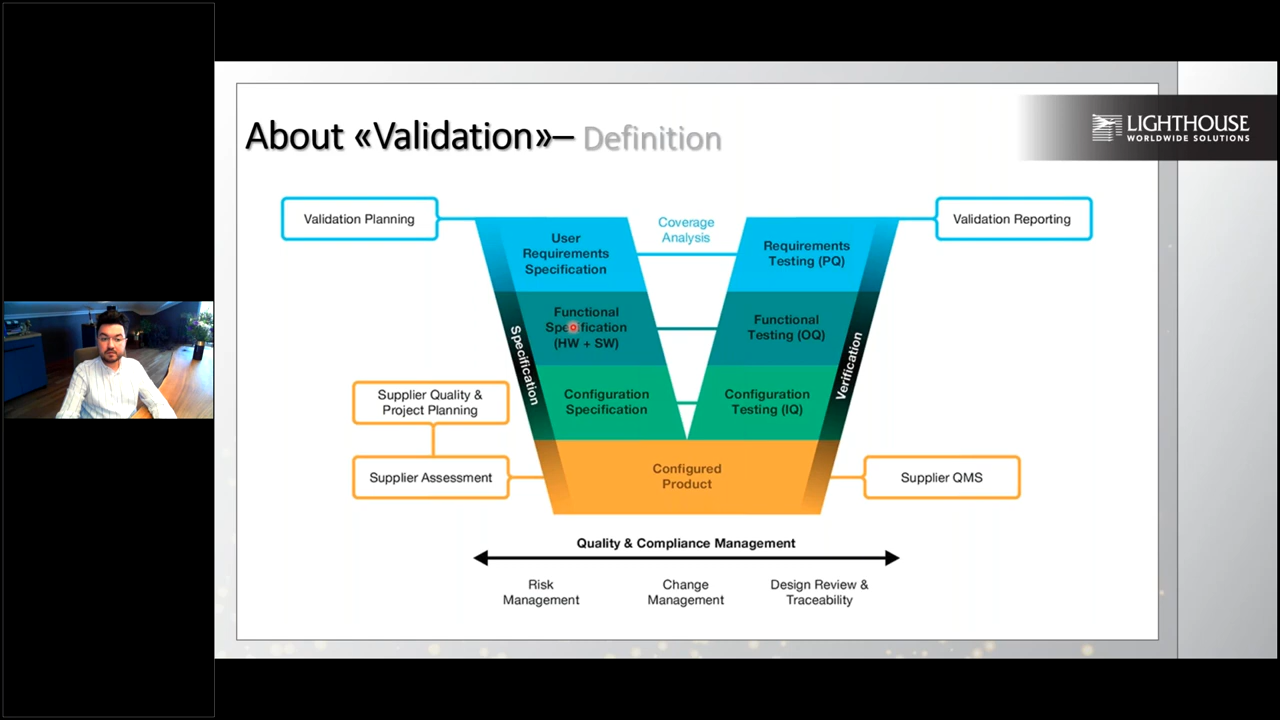 About «Validation»– Definition
LIGHTHOUSE
WORLDWIDE SOLUTIONS
Validation Planning
User
Requirements
Specification
Coverage
Analysis
Requirements
Testing (PQ)
Validation Reporting
Functional
Specification
(HW + SW)
Functional
Testing (OQ)
Specification
Verification
Supplier Quality &
Project Planning
Configuration
Specification
Configuration
Testing (IQ)
Supplier Assessment
Configured
Product
Supplier QMS
Quality & Compliance Management
Risk
Management
Change
Management
Design Review &
Traceability